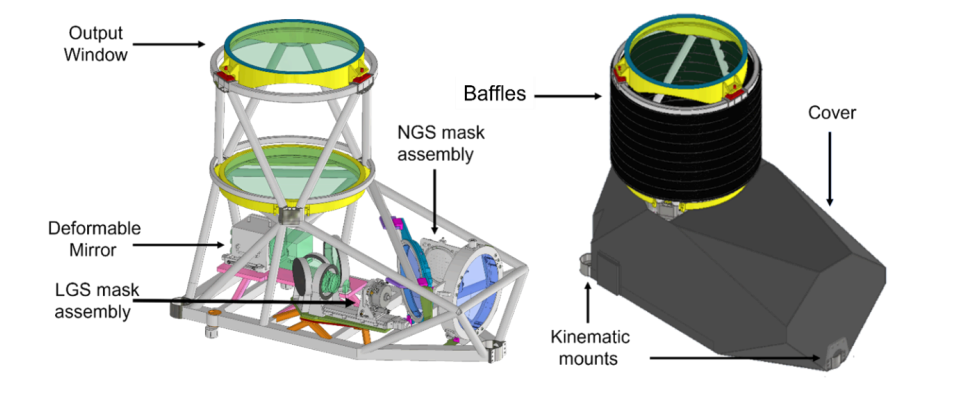 Output
Window
Baffles
Cover
NGS mask
assembly
Deformable
Mirror
LGS mask
assembly
Kinematic
mounts